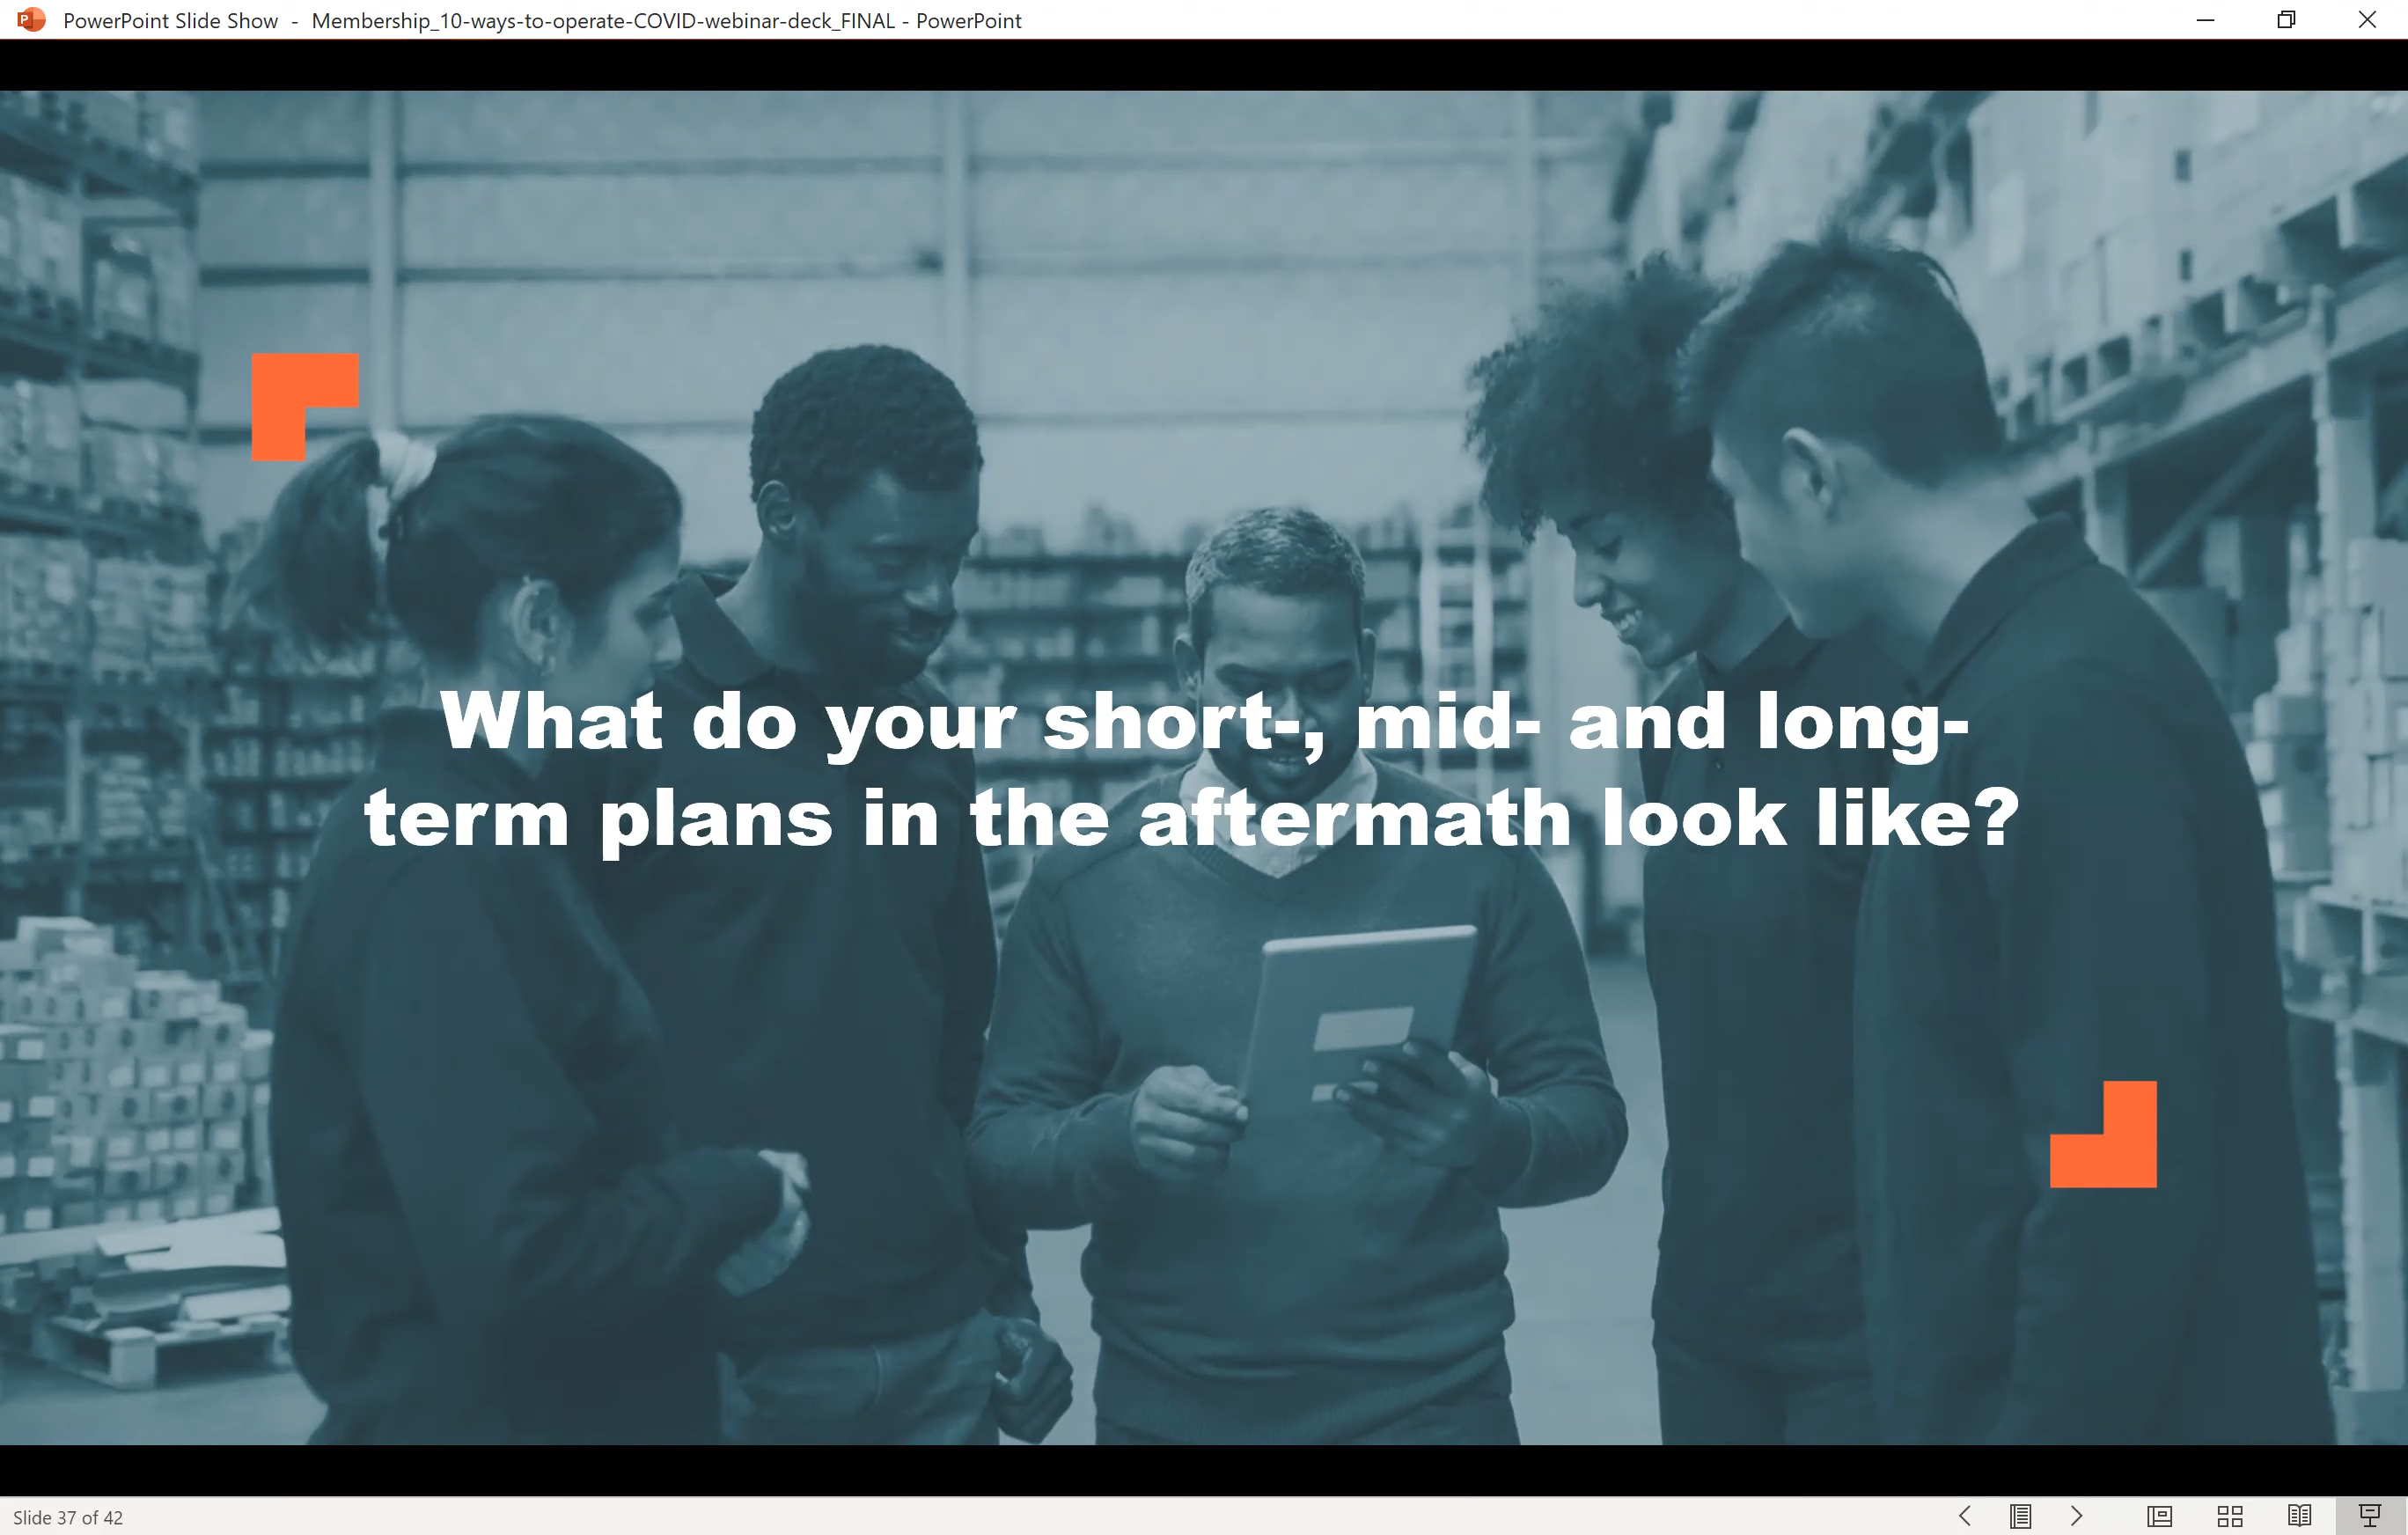 PowerPoint Slide Show - Membership_10-ways-to-operate-COVID-webinar-deck_FINAL - PowerPoint
What do your short-, mid- and long-
term plans in the aftermath look like?
Slide 37 of 42